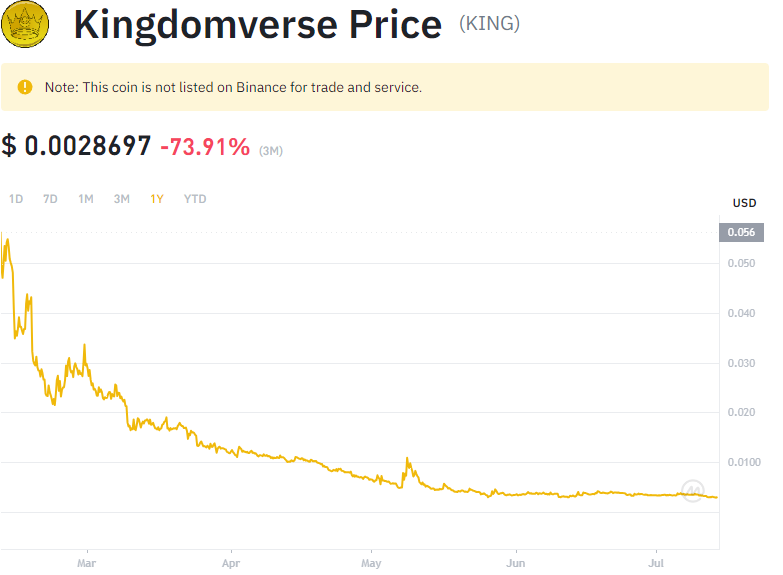 Kingdomverse Price (KING)
Note: This coin is not listed on Binance for trade and service.
$ 0.0028697 -73.91% (3M)
1D 7D 1M 3M 1Y YTD
USD
0.056
0.050
0.040
0.030
0.020
0.0100
Mar Apr May Jun Jul